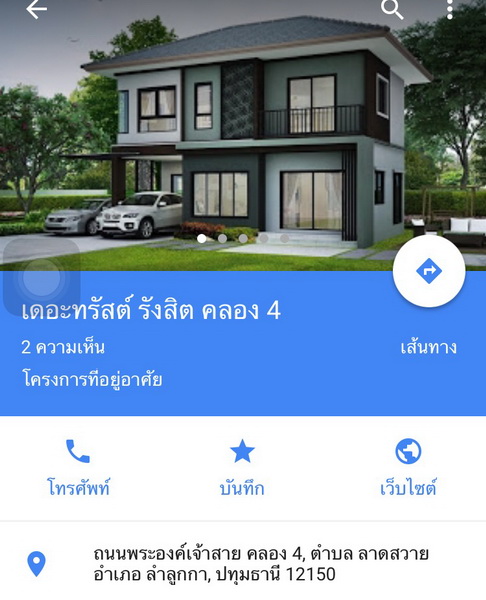 เดอะทรัสต์ รังสิต คลอง 4
2 ความเห็น
เส้นทาง
โครงการที่อยู่อาศัย
โทรศัพท์
บันทึก
เว็บไซต์
ถนนพระองค์เจ้าสาย คลอง 4, ตำบล ลาดสวาย
อำเภอ ลำลูกกา, ปทุมธานี 12150